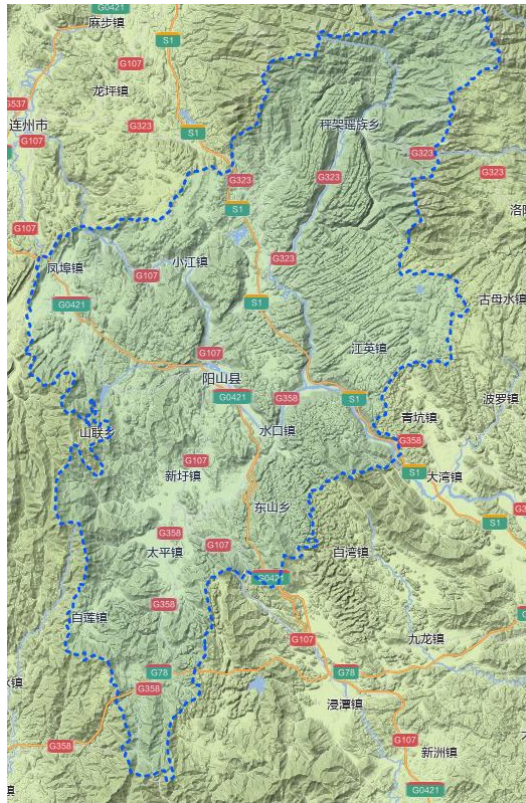 G0421
麻步镇
S1
G107
G107
龙坪镇
G537
连州市
G323
S1
秤架瑶族乡
G107
G323
G323
G323
G323
S1
洛阳
G107
G323
凤埠镇
小江镇
G107
古母水镇
G0421
S1
江英镇
G107
阳山县
波罗镇
G0421
G358
S1
青坑镇
山联乡
水口镇
G358
G107
新圩镇
S1
大湾镇
东山乡
S1
G358
G107
太平镇
白湾镇
G0421
G358
白莲镇
G107
九龙镇
G78
G78
镇
G358
浸潭镇
G107
G358
新洲镇
镇
G0421